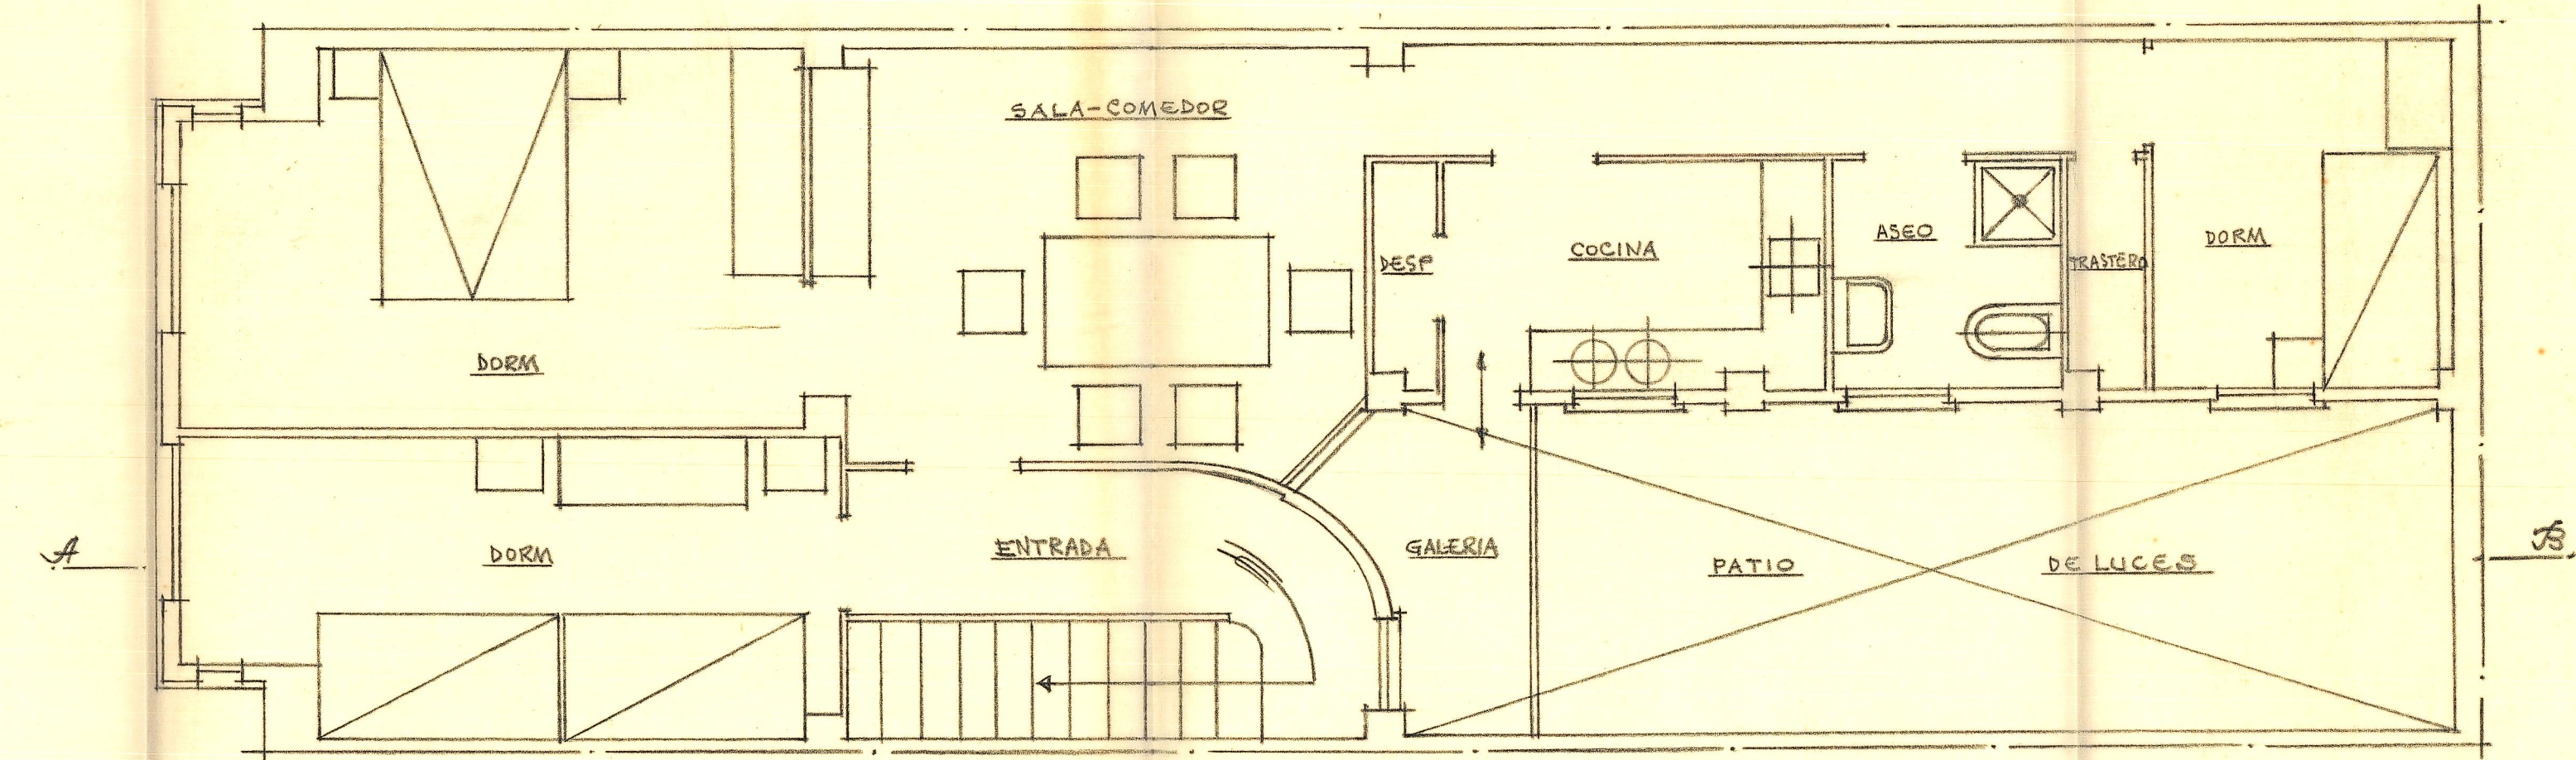 SALA-COMEDOR
DESP
COCINA
ASEO
TRASTERO
DORM
DORM
DORM
ENTRADA
GALERIA
PATIO DE LUCES
A
B